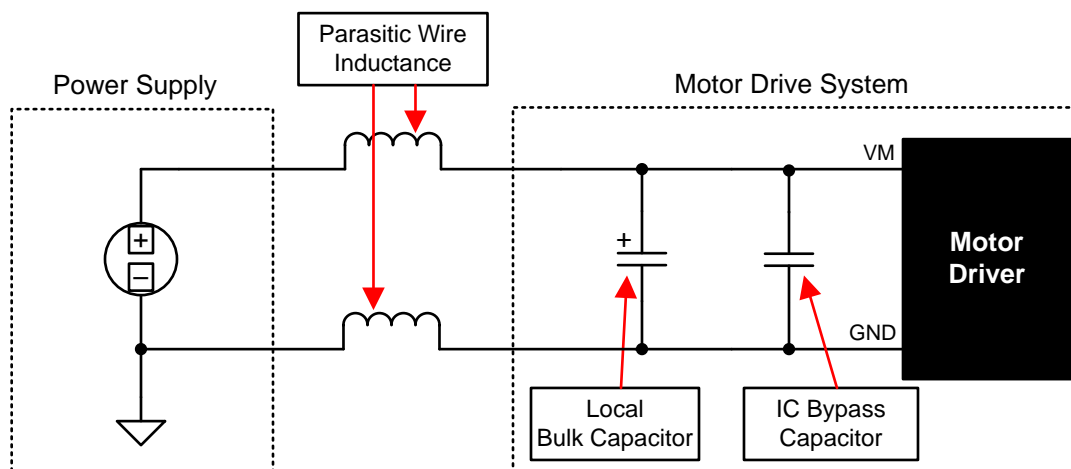 Parasitic Wire
Inductance
Power Supply
Motor Drive System
VM
+
−
+
Motor
Driver
GND
Local
Bulk Capacitor
IC Bypass
Capacitor